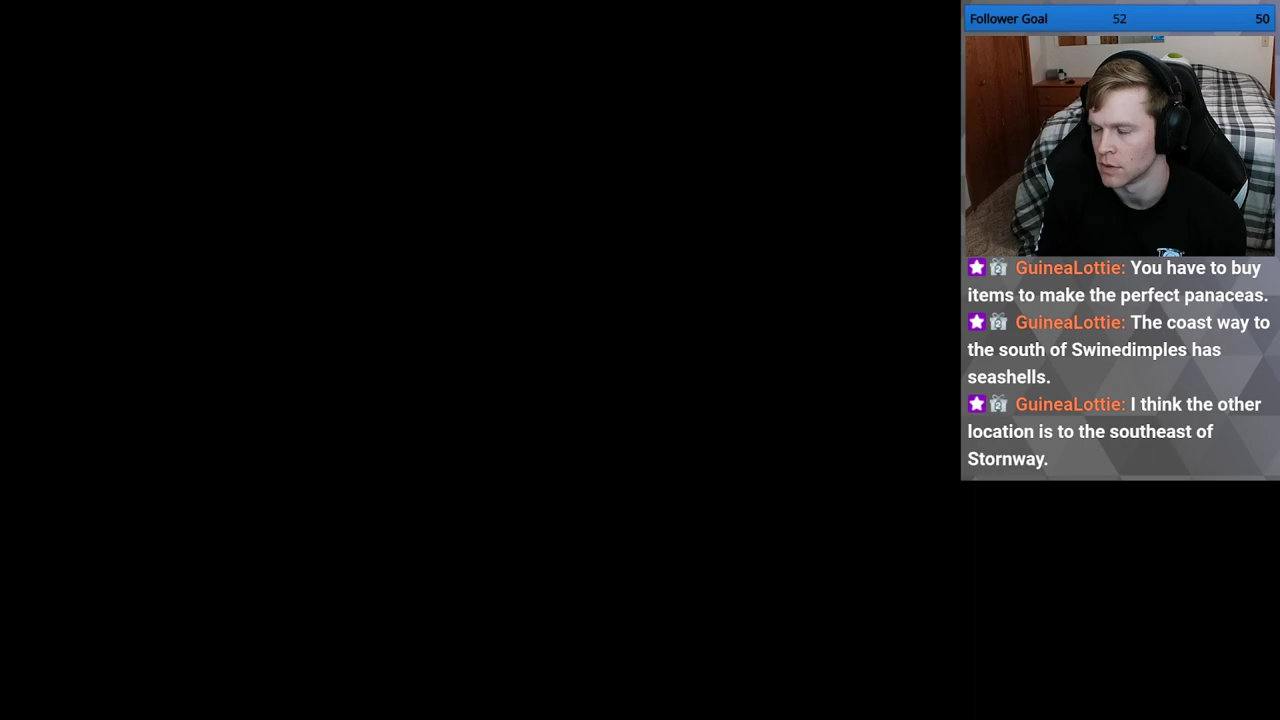 Follower Goal 52 50
GuineaLottie: You have to buy
items to make the perfect panaceas.
GuineaLottie: The coast way to
the south of Swinedimples has
seashells.
GuineaLottie: I think the other
location is to the southeast of
Stornway.